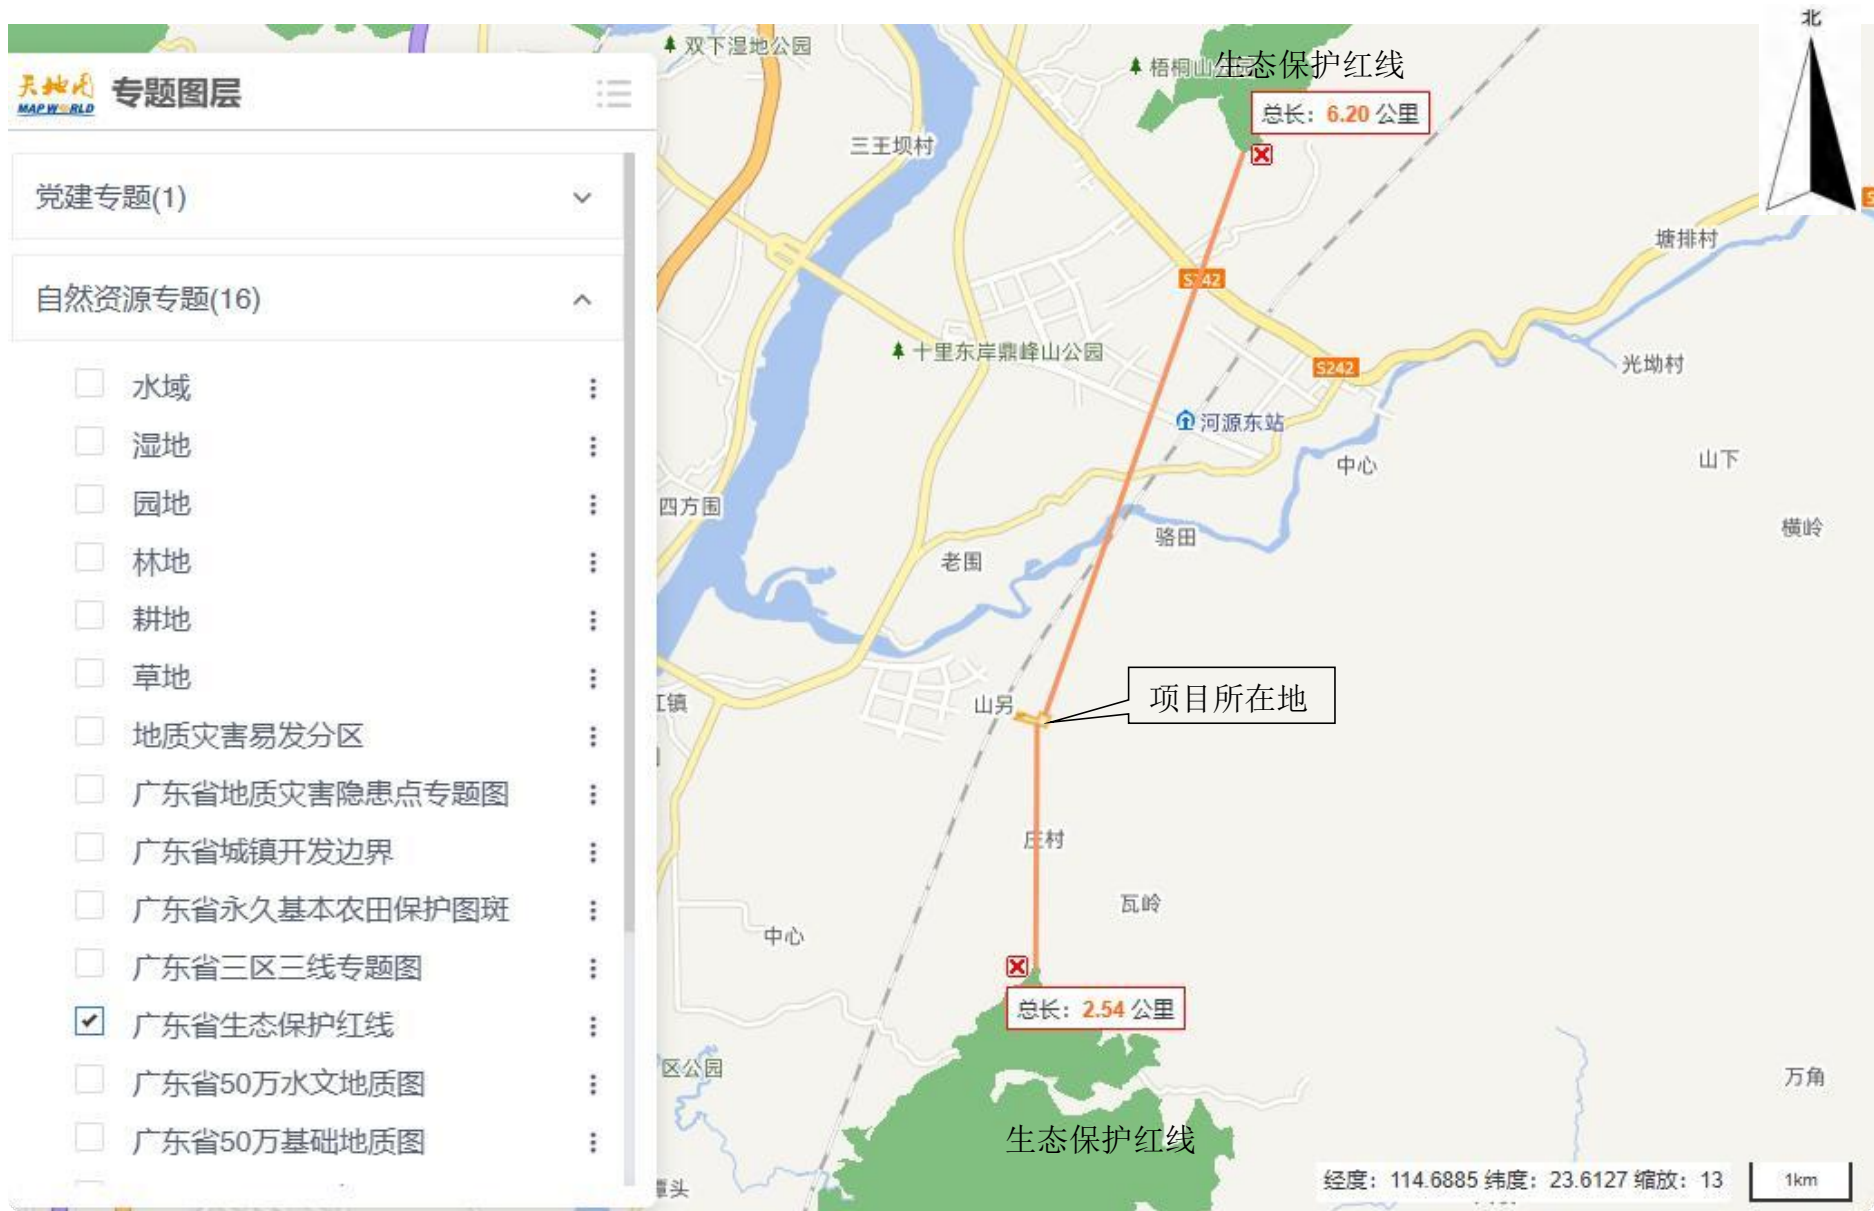 天地图
MAP WORLD
专题图层
党建专题(1)
自然资源专题(16)
水域
湿地
园地
林地
耕地
草地
地质灾害易发分区
广东省地质灾害隐患点专题图
广东省城镇开发边界
广东省永久基本农田保护图斑
广东省三区三线专题图
广东省生态保护红线
广东省50万水文地质图
广东省50万基础地质图
北
双下湿地公园
梧桐山
生态保护红线
总长：6.20 公里
三王坝村
塘排村
S242
十里东岸鼎峰山公园
S242
光坳村
河源东站
中心
山下
四方围
横岭
骆田
老围
江镇
山另
项目所在地
庄村
瓦岭
中心
总长：2.54 公里
区公园
万角
生态保护红线
经度：114.6885 纬度：23.6127 缩放：13
1km